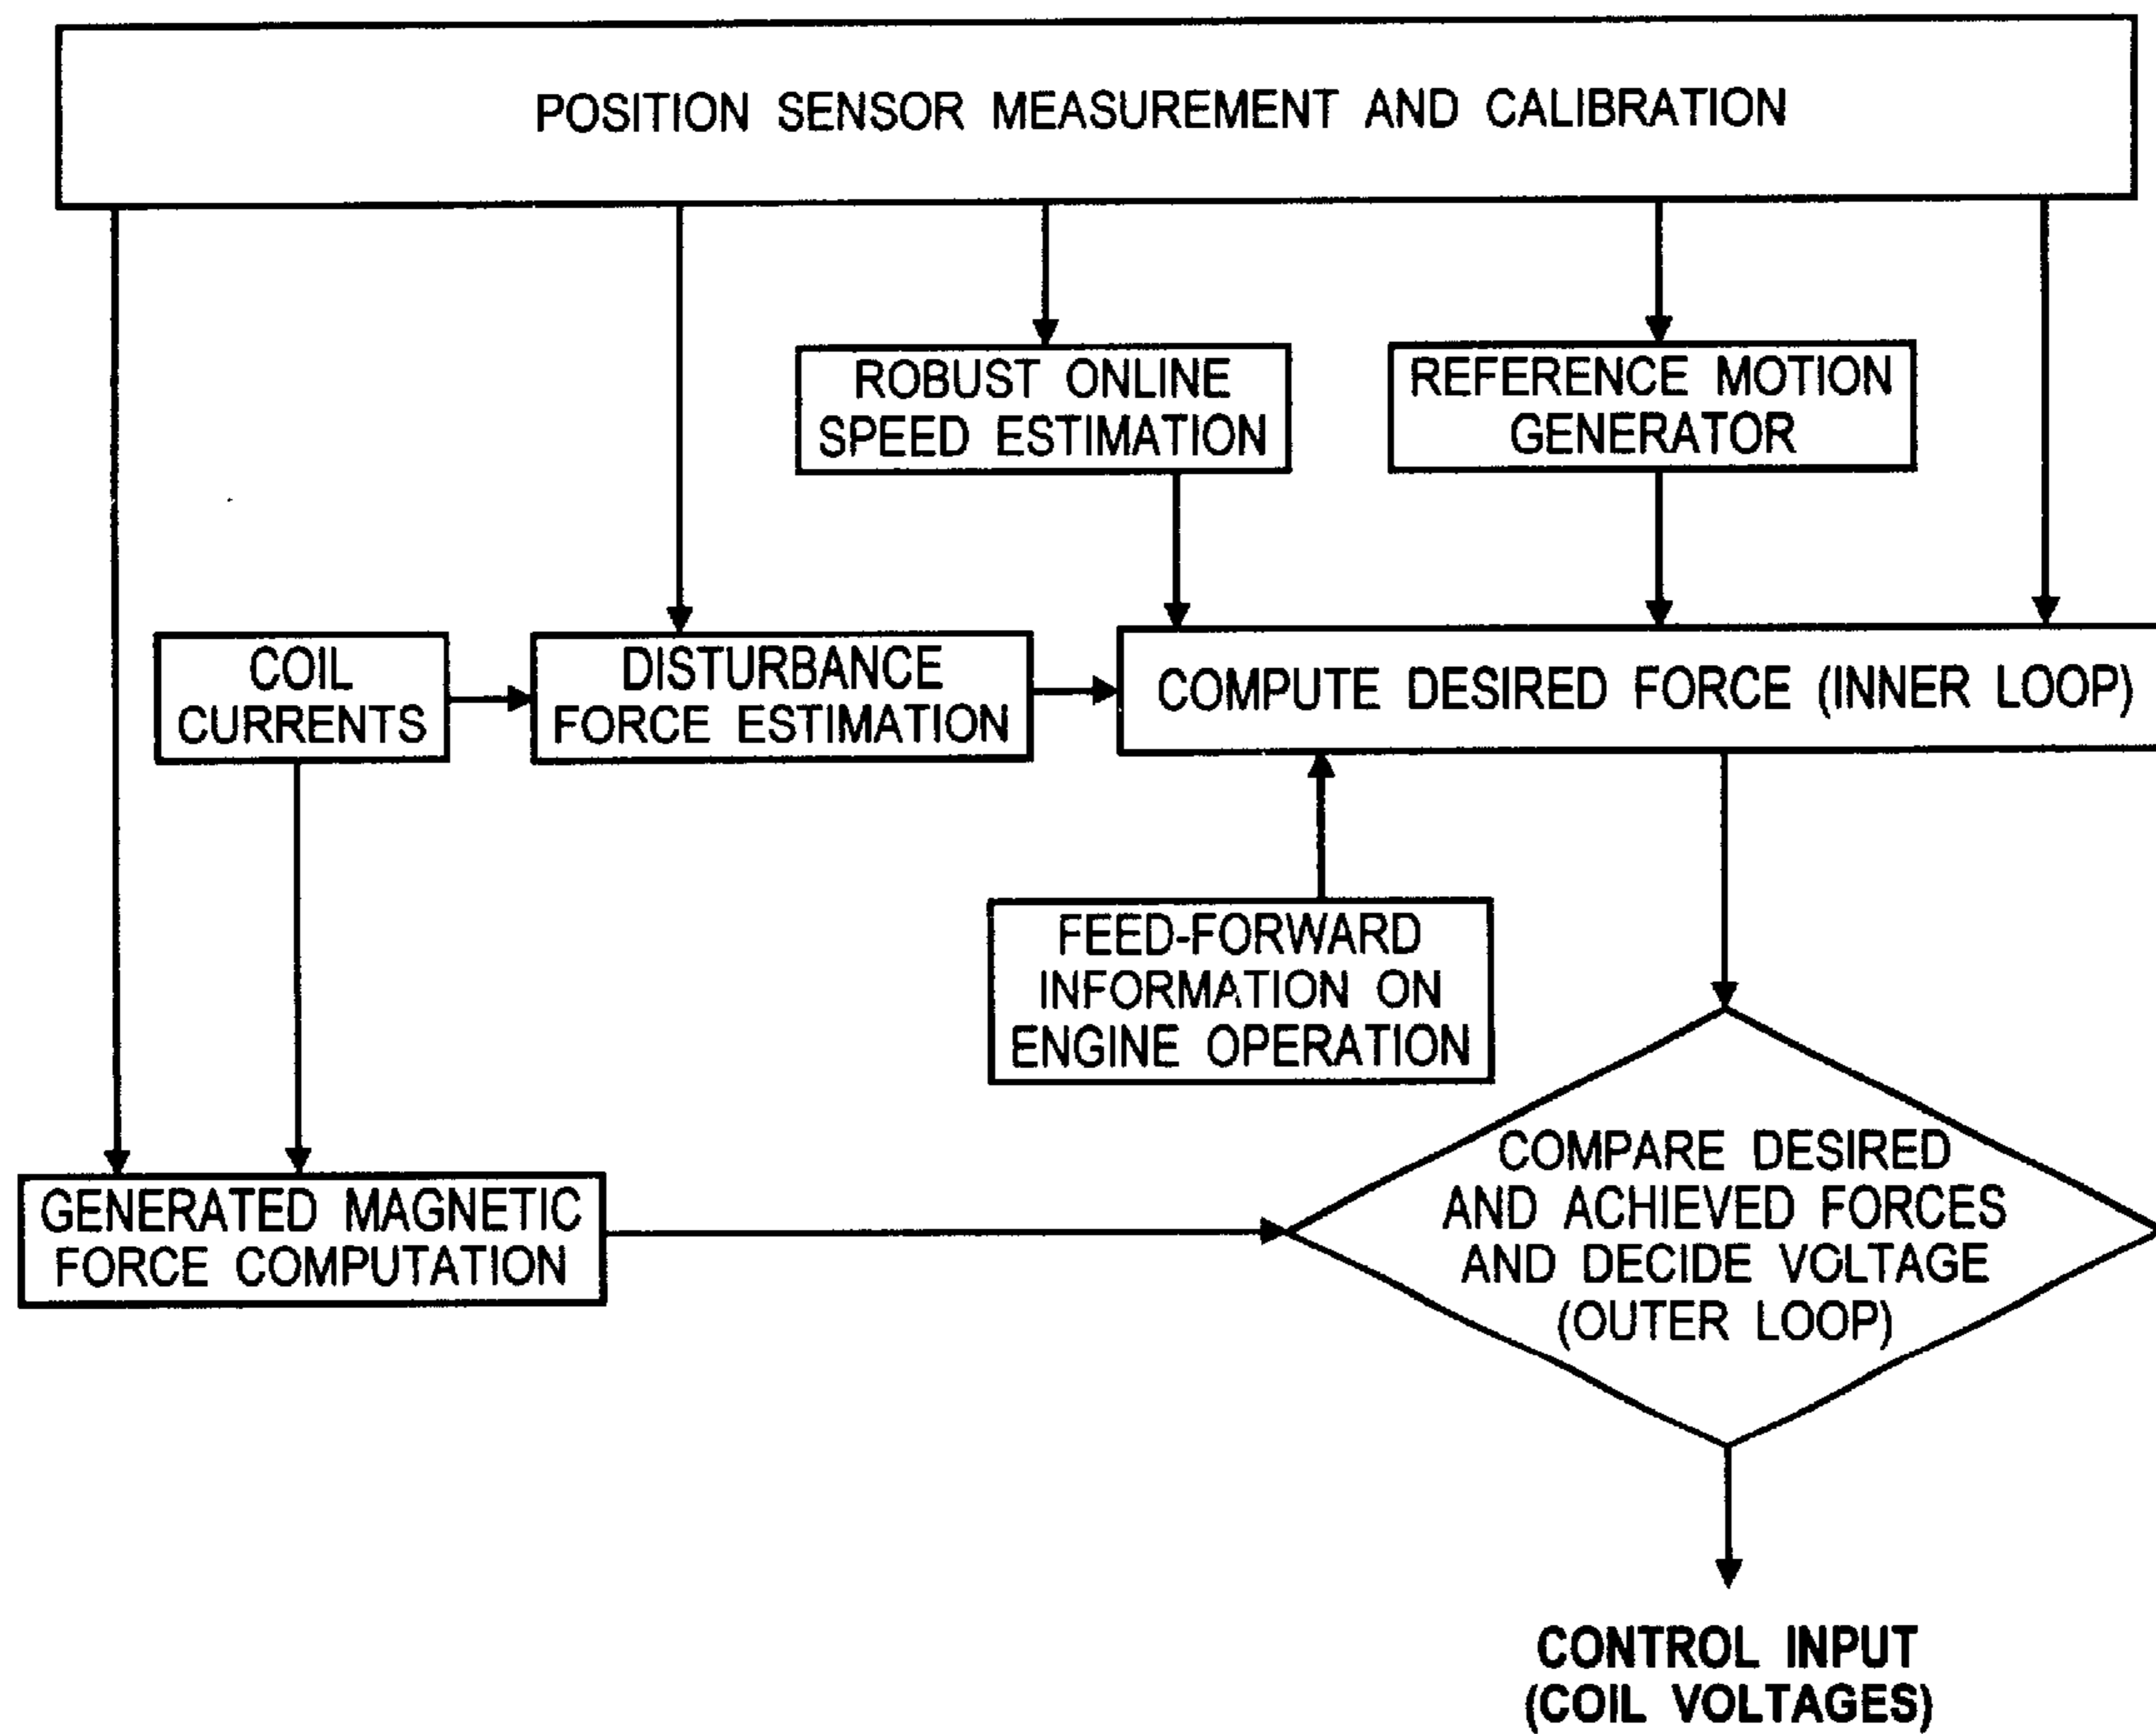 POSITION SENSOR MEASUREMENT AND CALIBRATION
ROBUST ONLINE
SPEED ESTIMATION
REFERENCE MOTION
GENERATOR
COIL
CURRENTS
DISTURBANCE
FORCE ESTIMATION
COMPUTE DESIRED FORCE (INNER LOOP)
FEED-FORWARD
INFORMATION ON
ENGINE OPERATION
GENERATED MAGNETIC
FORCE COMPUTATION
COMPARE DESIRED
AND ACHIEVED FORCES
AND DECIDE VOLTAGE
(OUTER LOOP)
CONTROL INPUT
(COIL VOLTAGES)